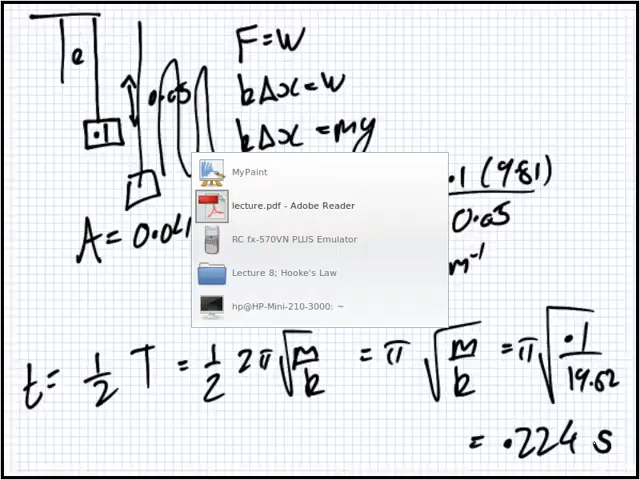 e
.1
0.05
F=W
kΔx=W
kΔx=mg
.1 (9.81)
0.05
m⁻¹
MyPaint
lecture.pdf - Adobe Reader
RC fx-570VN PLUS Emulator
Lecture 8; Hooke's Law
hp@HP-Mini-210-3000: ~
t= 1/2 T = 1/2 2π√(m/k) = π √(m/k) = π√(.1/19.62)
= .224 s